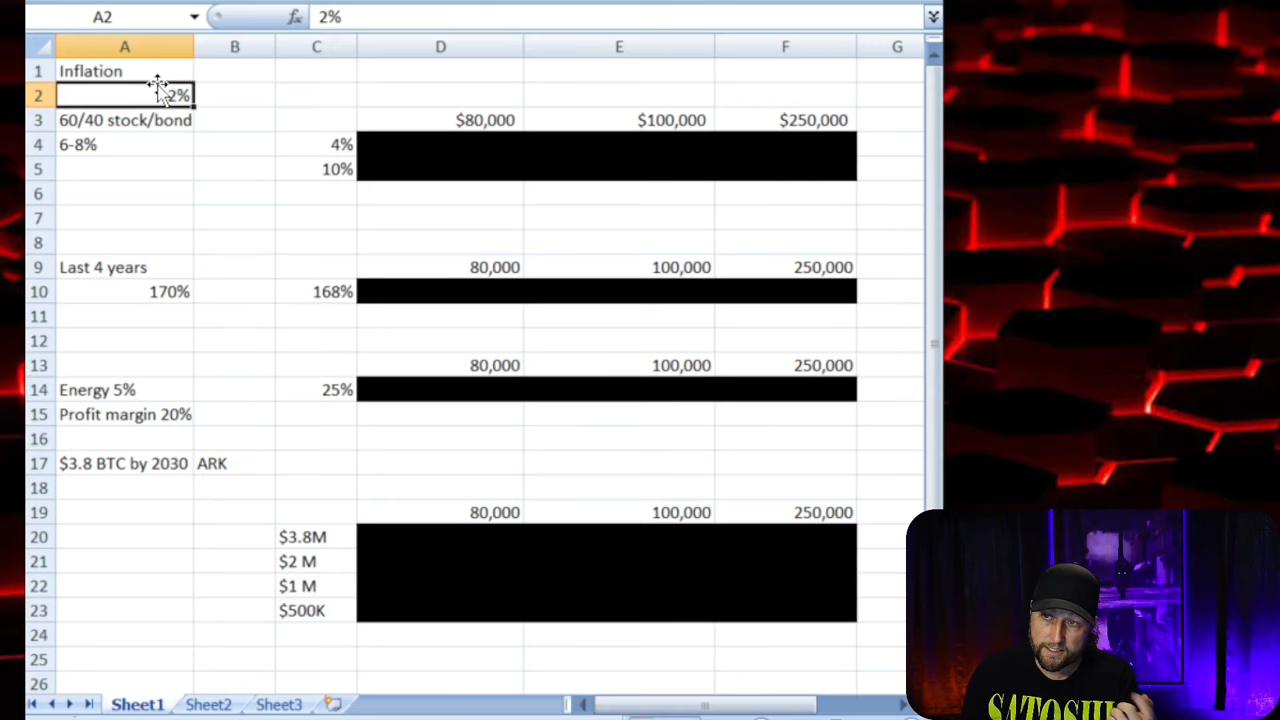 A2 fx 2%
A B C D E F G
1 Inflation
2 2%
3 60/40 stock/bond $80,000 $100,000 $250,000
4 6-8% 4%
5 10%
6
7
8
9 Last 4 years 80,000 100,000 250,000
10 170% 168%
11
12
13 80,000 100,000 250,000
14 Energy 5% 25%
15 Profit margin 20%
16
17 $3.8 BTC by 2030 ARK
18
19 80,000 100,000 250,000
20 $3.8M
21 $2 M
22 $1 M
23 $500K
24
25
26
Sheet1 Sheet2 Sheet3
SATOSHI